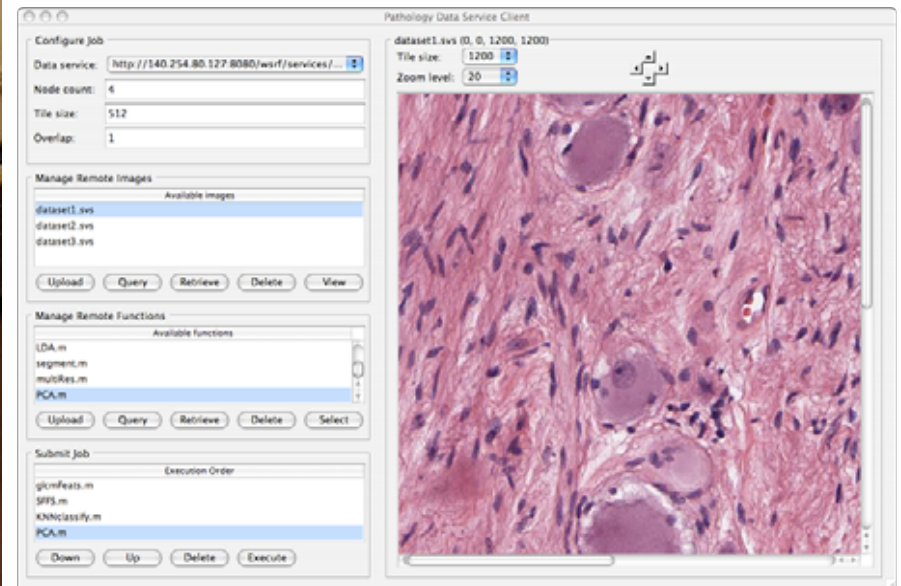 Pathology Data Service Client
Configure Job
Data service: http://140.254.80.127:8080/wsrf/services/...
Node count: 4
Tile size: 512
Overlap: 1
Manage Remote Images
Available images
dataset1.svs
dataset2.svs
dataset3.svs
Upload Query Retrieve Delete View
Manage Remote Functions
Available functions
LDA.m
segment.m
multiRes.m
PCA.m
Upload Query Retrieve Delete Select
Submit Job
Execution Order
glcmFeats.m
SFFS.m
KNNclassify.m
PCA.m
Down Up Delete Execute
dataset1.svs (0, 0, 1200, 1200)
Tile size: 1200
Zoom level: 20